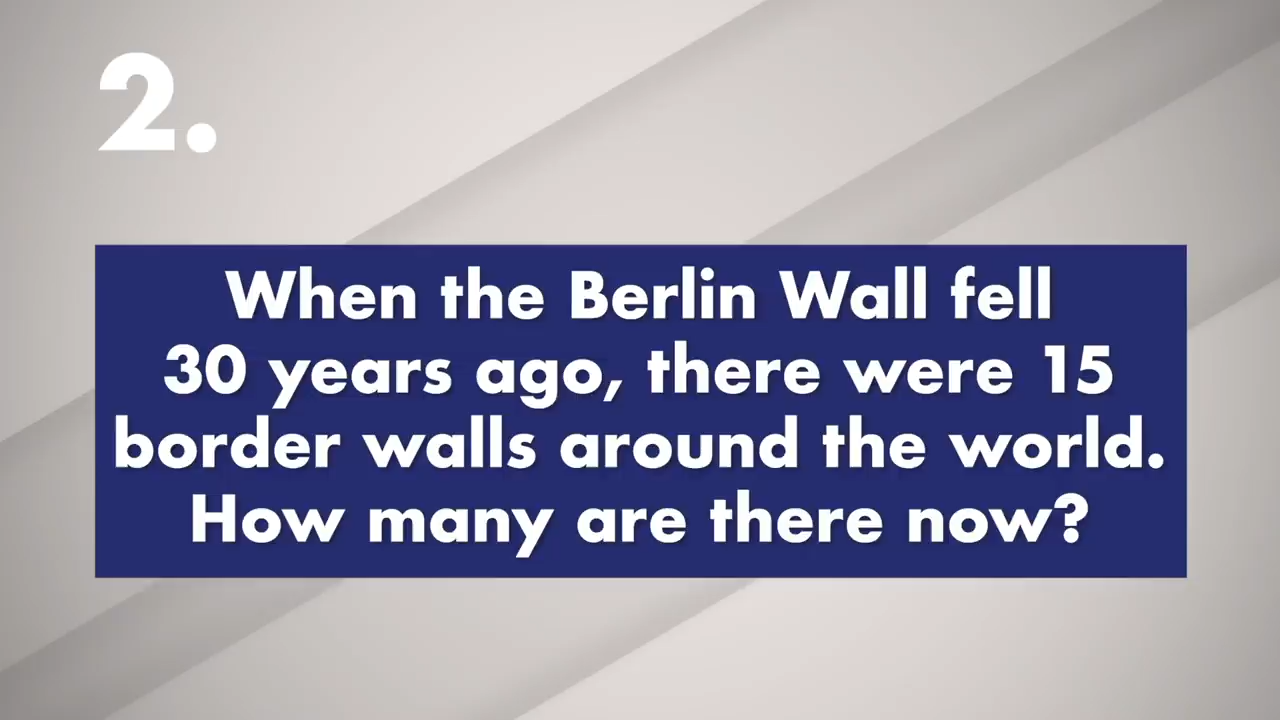 2.
When the Berlin Wall fell
30 years ago, there were 15
border walls around the world.
How many are there now?